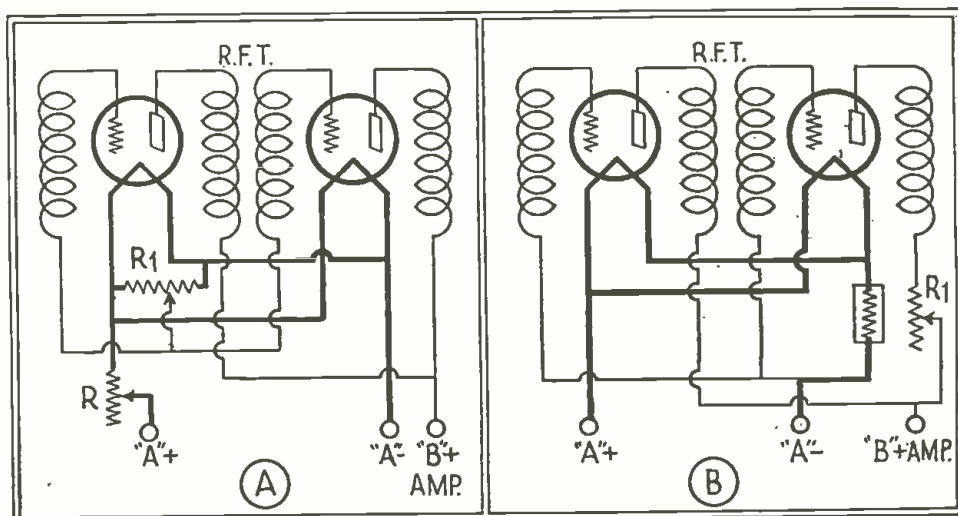 R.F.T.
R1
R
"A"+
"A"- "B"+
AMP.
A
R.F.T.
R1
"A"+
"A"-
"B"+AMP.
B